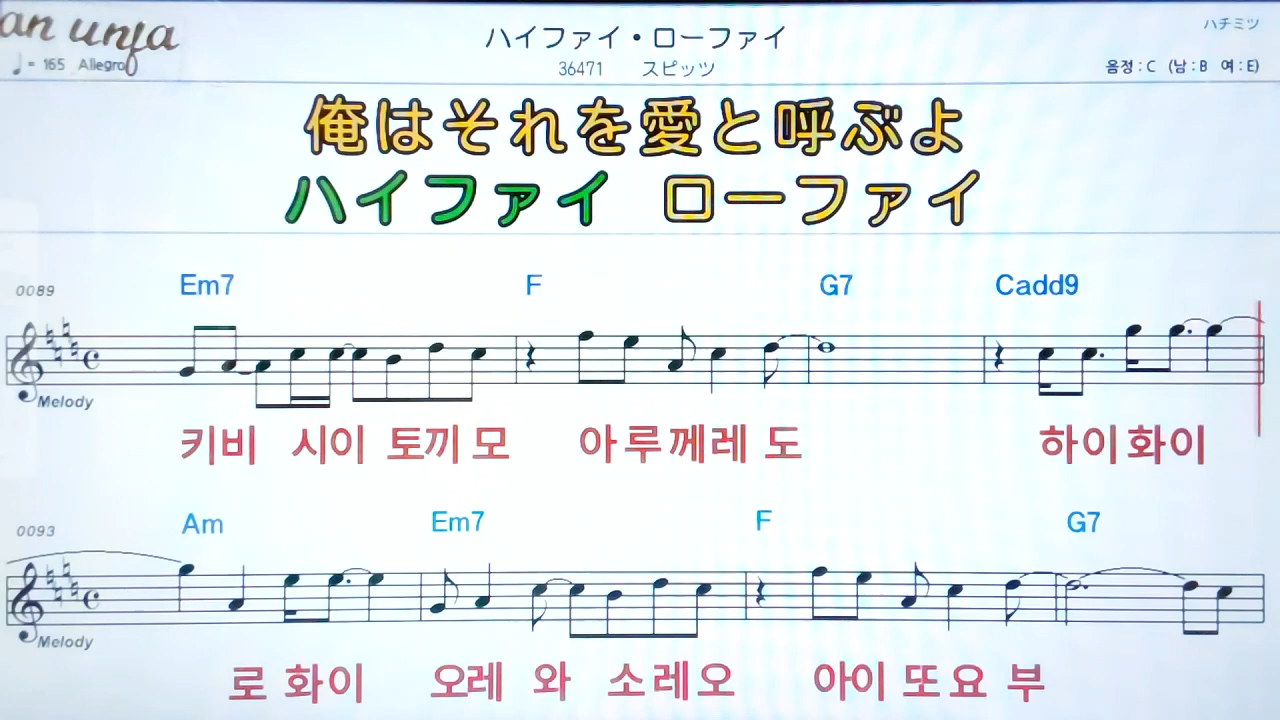 ハイファイ・ローファイ
ハチミツ
♩= 165 Allegro
36471 スピッツ
음정 : C (남 : B 여 : E)
俺はそれを愛と呼ぶよ
ハイファイ ローファイ
0089 Em7 F G7 Cadd9
Melody
키비 시이 토끼 모 아루께레 도 하이화이
0093 Am Em7 F G7
Melody
로 화이 오레 와 소레오 아이 또요 부